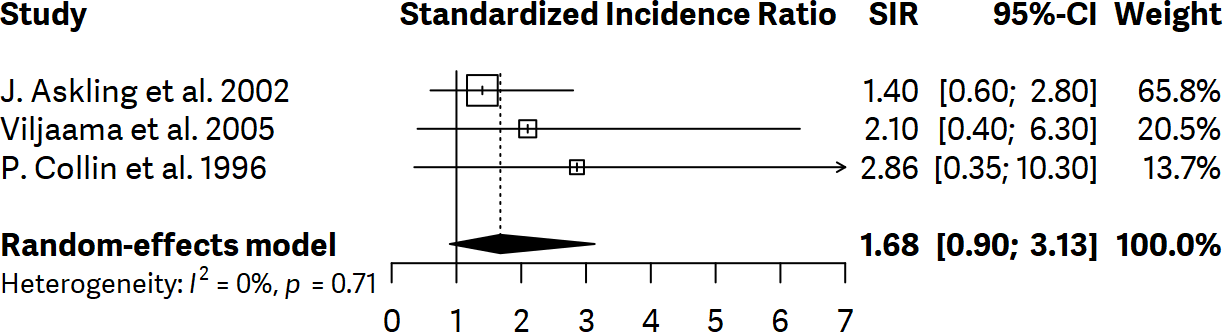 Study Standardized Incidence Ratio SIR 95%-CI Weight
J. Askling et al. 2002 1.40 [0.60; 2.80] 65.8%
Viljaama et al. 2005 2.10 [0.40; 6.30] 20.5%
P. Collin et al. 1996 2.86 [0.35; 10.30] 13.7%
Random-effects model 1.68 [0.90; 3.13] 100.0%
Heterogeneity: I² = 0%, p = 0.71
0 1 2 3 4 5 6 7